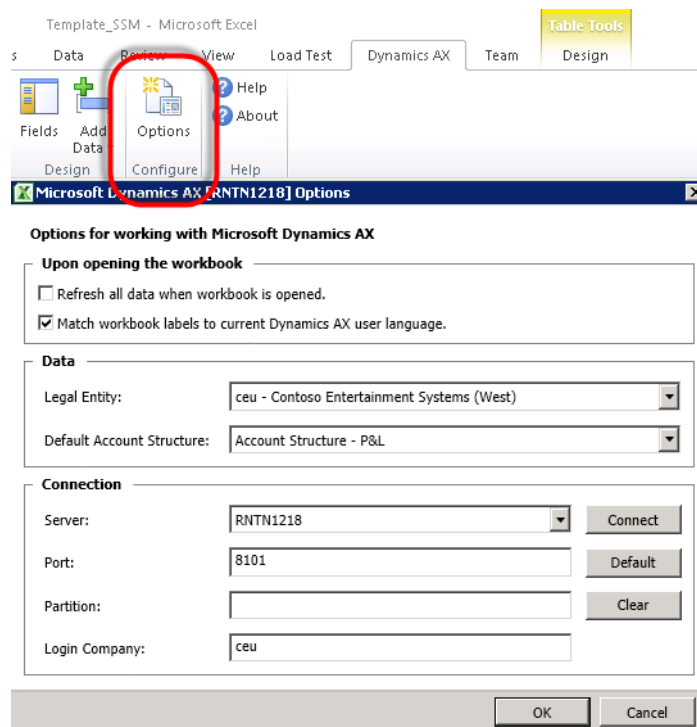 Template_SSM - Microsoft Excel
Table Tools
s Data Review View Load Test Dynamics AX Team Design
Help
About
Fields Add Data Options
Design Configure Help
Microsoft Dynamics AX [RNTN1218] Options
Options for working with Microsoft Dynamics AX
Upon opening the workbook
Refresh all data when workbook is opened.
Match workbook labels to current Dynamics AX user language.
Data
Legal Entity: ceu - Contoso Entertainment Systems (West)
Default Account Structure: Account Structure - P&L
Connection
Server: RNTN1218 Connect
Port: 8101 Default
Partition: Clear
Login Company: ceu
OK Cancel